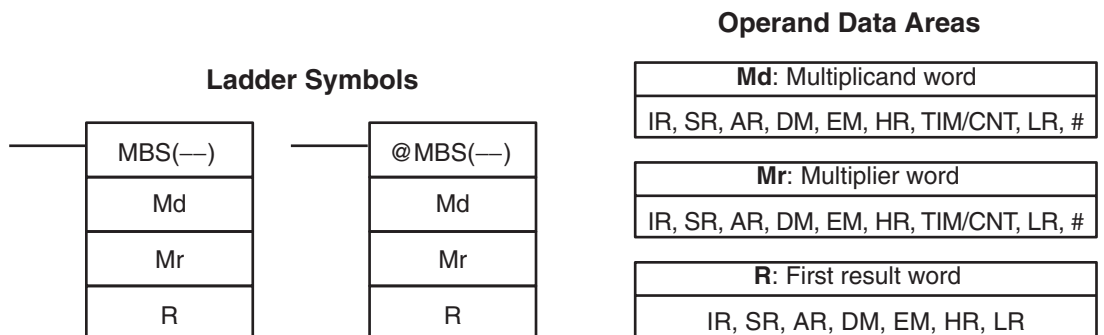 Operand Data Areas
Ladder Symbols
MBS(––)
Md
Mr
R
@MBS(––)
Md
Mr
R
Md: Multiplicand word
IR, SR, AR, DM, EM, HR, TIM/CNT, LR, #
Mr: Multiplier word
IR, SR, AR, DM, EM, HR, TIM/CNT, LR, #
R: First result word
IR, SR, AR, DM, EM, HR, LR